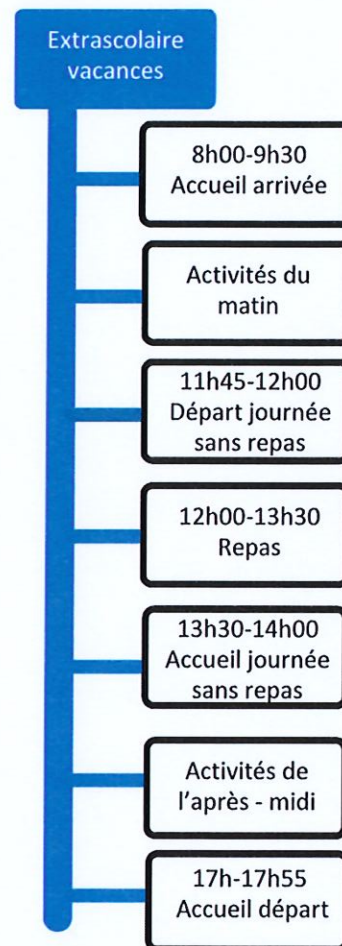 Extrascolaire
vacances
8h00-9h30
Accueil arrivée
Activités du
matin
11h45-12h00
Départ journée
sans repas
12h00-13h30
Repas
13h30-14h00
Accueil journée
sans repas
Activités de
l'après - midi
17h-17h55
Accueil départ